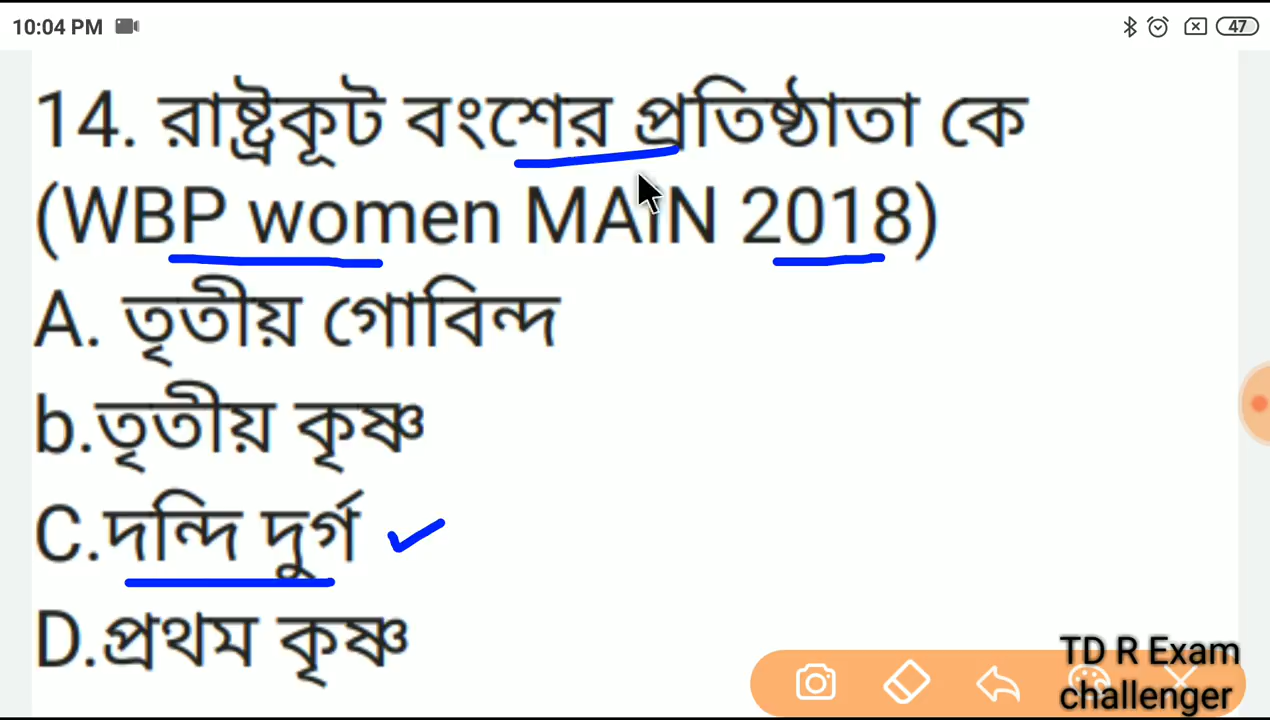 10:04 PM
47
14. রাষ্ট্রকূট বংশের প্রতিষ্ঠাতা কে
(WBP women MAIN 2018)
A. তৃতীয় গোবিন্দ
b.তৃতীয় কৃষ্ণ
C.দন্দি দুর্গ
D.প্রথম কৃষ্ণ
TD R Exam
challenger